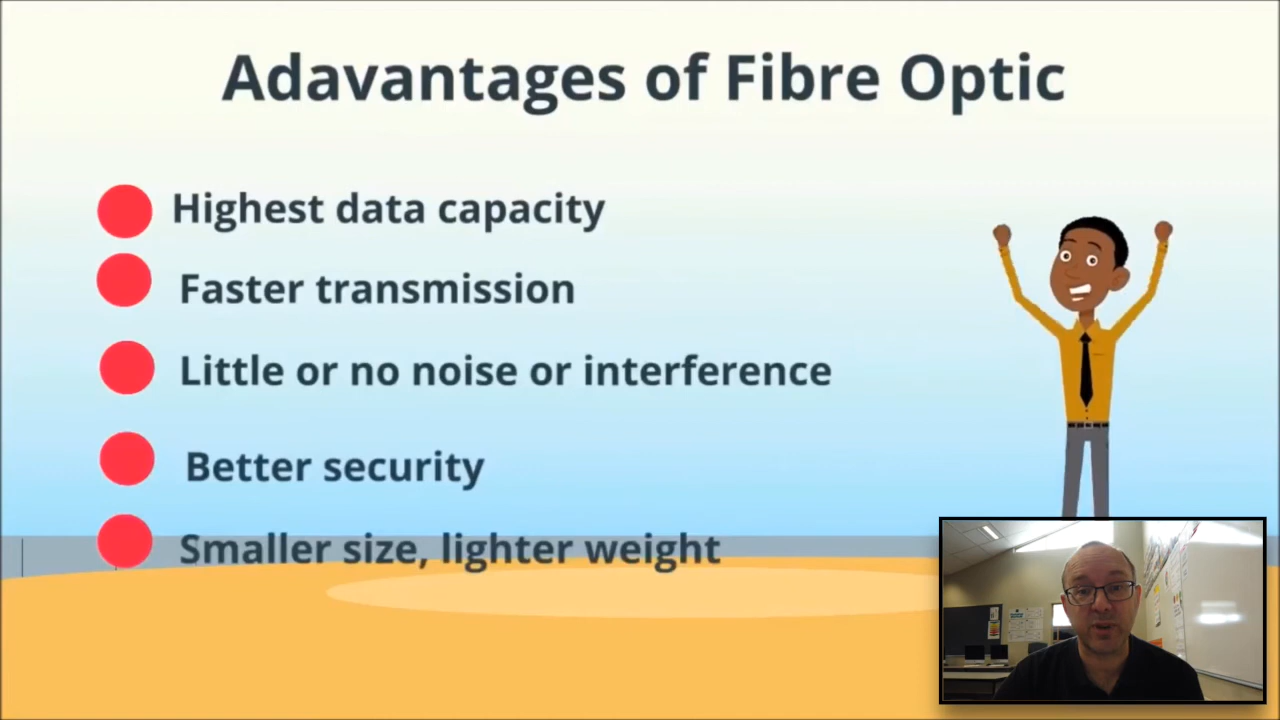 Adavantages of Fibre Optic
Highest data capacity
Faster transmission
Little or no noise or interference
Better security
Smaller size, lighter weight